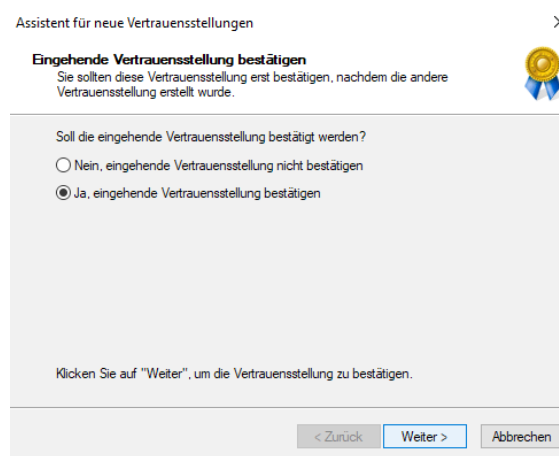 Assistent für neue Vertrauensstellungen
Eingehende Vertrauensstellung bestätigen
Sie sollten diese Vertrauensstellung erst bestätigen, nachdem die andere
Vertrauensstellung erstellt wurde.
Soll die eingehende Vertrauensstellung bestätigt werden?
Nein, eingehende Vertrauensstellung nicht bestätigen
Ja, eingehende Vertrauensstellung bestätigen
Klicken Sie auf "Weiter", um die Vertrauensstellung zu bestätigen.
< Zurück Weiter > Abbrechen